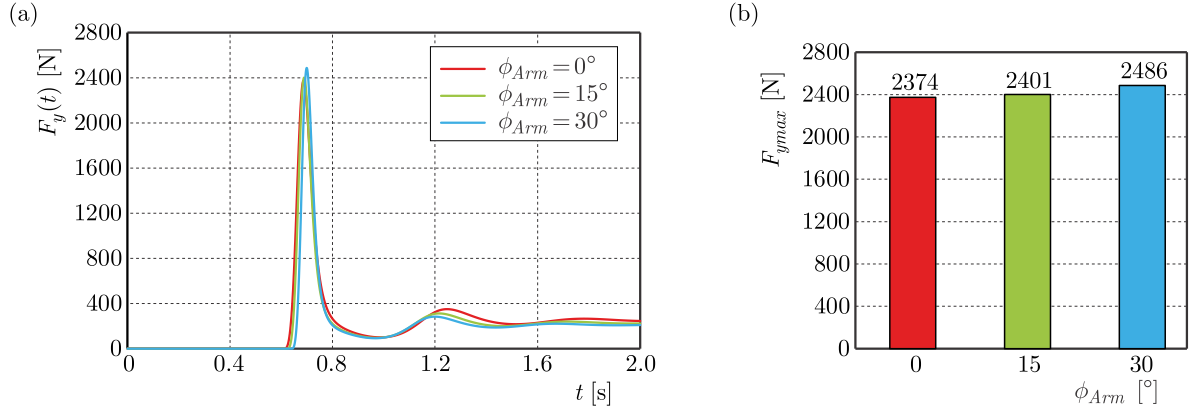 (a)
2800
2400
2000
1600
1200
800
400
0
F_y(t) [N]
0 0.4 0.8 1.2 1.6 2.0
t [s]
ϕ_Arm = 0°
ϕ_Arm = 15°
ϕ_Arm = 30°
(b)
2800
2400
2000
1600
1200
800
400
0
F_ymax [N]
2374 2401 2486
0 15 30
ϕ_Arm [°]